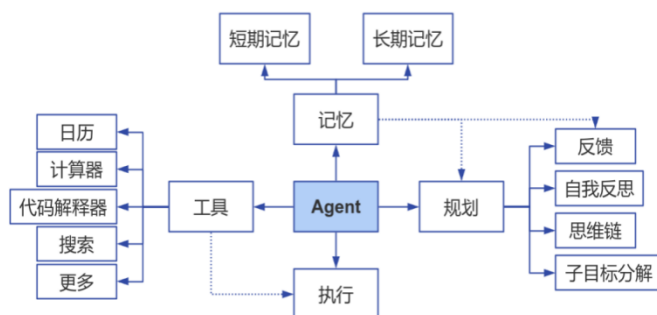 短期记忆
长期记忆
记忆
日历
计算器
代码解释器
搜索
更多
工具
Agent
规划
执行
反馈
自我反思
思维链
子目标分解